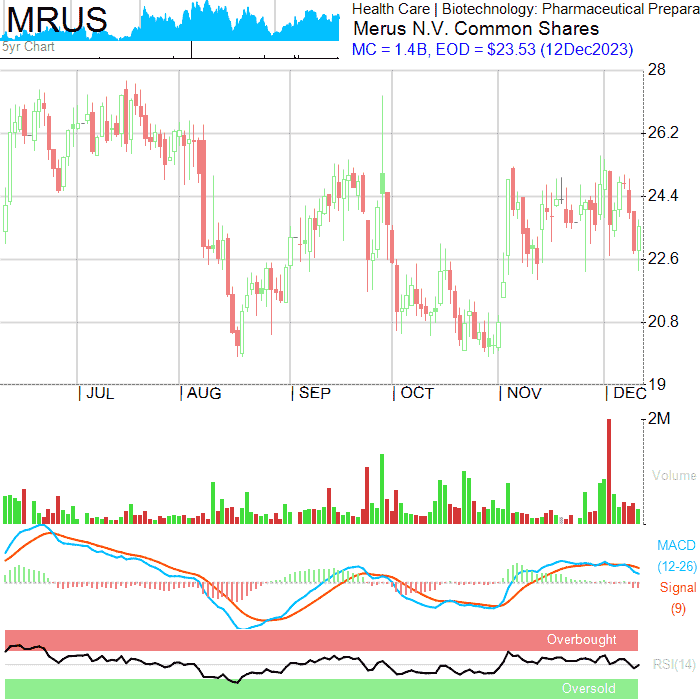 MRUS
5yr Chart
Health Care | Biotechnology: Pharmaceutical Prepara
Merus N.V. Common Shares
MC = 1.4B, EOD = $23.53 (12Dec2023)
28
26.2
24.4
22.6
20.8
19
| JUL | AUG | SEP | OCT | NOV | DEC
2M
Volume
MACD
(12-26)
Signal
(9)
Overbought
RSI(14)
Oversold